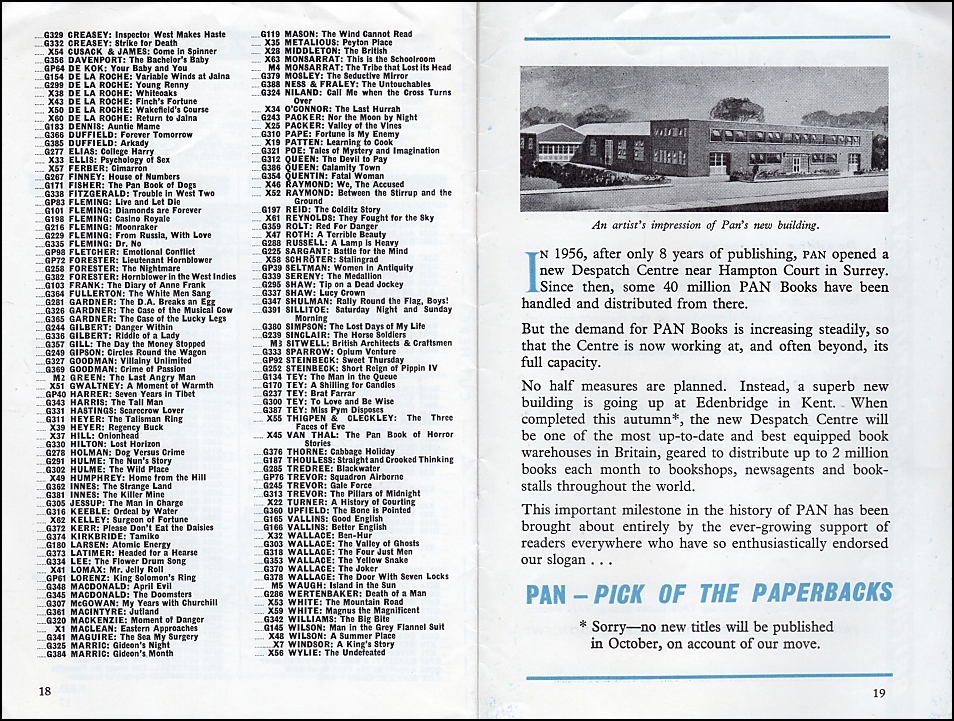 G329 CREASEY: Inspector West Makes Haste
G332 CREASEY: Strike for Death
X54 CUSACK & JAMES: Come in Spinner
G356 DAVENPORT: The Bachelor's Baby
GP64 DE KOK: Your Baby and You
G154 DE LA ROCHE: Variable Winds at Jalna
G299 DE LA ROCHE: Young Renny
X38 DE LA ROCHE: Whiteoaks
X43 DE LA ROCHE: Finch's Fortune
X50 DE LA ROCHE: Wakefield's Course
X60 DE LA ROCHE: Return to Jalna
G183 DENNIS: Auntie Mame
G366 DUFFIELD: Forever Tomorrow
G385 DUFFIELD: Arkady
G277 ELIAS: College Harry
X33 ELLIS: Psychology of Sex
X57 FERBER: Cimarron
G267 FINNEY: House of Numbers
G171 FISHER: The Pan Book of Dogs
G338 FITZGERALD: Trouble in West Two
GP83 FLEMING: Live and Let Die
G101 FLEMING: Diamonds are Forever
G198 FLEMING: Casino Royale
G216 FLEMING: Moonraker
G229 FLEMING: From Russia, With Love
G335 FLEMING: Dr. No
GP98 FLETCHER: Emotional Conflict
GP72 FORESTER: Lieutenant Hornblower
G258 FORESTER: The Nightmare
G382 FORESTER: Hornblower in the West Indies
G103 FRANK: The Diary of Anne Frank
G364 FULLERTON: The White Men Sang
G281 GARDNER: The D.A. Breaks an Egg
G326 GARDNER: The Case of the Musical Cow
G365 GARDNER: The Case of the Lucky Legs
G244 GILBERT: Danger Within
G336 GILBERT: Riddle of a Lady
G357 GILL: The Day the Money Stopped
G249 GIPSON: Circles Round the Wagon
G327 GOODMAN: Villainy Unlimited
G369 GOODMAN: Crime of Passion
M2 GREEN: The Last Angry Man
X51 GWALTNEY: A Moment of Warmth
GP40 HARRER: Seven Years in Tibet
G343 HARRIS: The Tall Man
G331 HASTINGS: Scarecrow Lover
G311 HEYER: The Talisman Ring
X39 HEYER: Regency Buck
X37 HILL: Onionhead
G330 HILTON: Lost Horizon
G278 HOLMAN: Dog Versus Crime
G291 HULME: The Nun's Story
G302 HULME: The Wild Place
X49 HUMPHREY: Home from the Hill
G362 INNES: The Strange Land
G381 INNES: The Killer Mine
G305 JESSUP: The Man in Charge
G316 KEEBLE: Ordeal by Water
X62 KELLEY: Surgeon of Fortune
G372 KERR: Please Don't Eat the Daisies
G374 KIRKBRIDE: Tamiko
G180 LARSEN: Atomic Energy
G373 LATIMER: Headed for a Hearse
G334 LEE: The Flower Drum Song
X41 LOMAX: Mr. Jelly Roll
GP61 LORENZ: King Solomon's Ring
G348 MACDONALD: April Evil
G345 MACDONALD: The Doomsters
G307 McGOWAN: My Years with Churchill
G361 MACINTYRE: Jutland
G320 MACKENZIE: Moment of Danger
X1 MACLEAN: Eastern Approaches
G341 MAGUIRE: The Sea My Surgery
G325 MARRIC: Gideon's Night
G384 MARRIC: Gideon's Month
18
G119 MASON: The Wind Cannot Read
X35 METALIOUS: Peyton Place
X28 MIDDLETON: The British
X63 MONSARRAT: This is the Schoolroom
M4 MONSARRAT: The Tribe that Lost its Head
G379 MOSLEY: The Seductive Mirror
G388 NESS & FRALEY: The Untouchables
G324 NILAND: Call Me when the Cross Turns
Over
X34 O'CONNOR: The Last Hurrah
G243 PACKER: Nor the Moon by Night
X25 PACKER: Valley of the Vines
G310 PAPE: Fortune is My Enemy
X19 PATTEN: Learning to Cook
G321 POE: Tales of Mystery and Imagination
G312 QUEEN: The Devil to Pay
G386 QUEEN: Calamity Town
G354 QUENTIN: Fatal Woman
X46 RAYMOND: We, The Accused
X52 RAYMOND: Between the Stirrup and the
Ground
G197 REID: The Colditz Story
X61 REYNOLDS: They Fought for the Sky
G359 ROLT: Red For Danger
X47 ROTH: A Terrible Beauty
G288 RUSSELL: A Lamp is Heavy
G225 SARGANT: Battle for the Mind
X58 SCHRÖTER: Stalingrad
GP39 SELTMAN: Women in Antiquity
G339 SERENY: The Medallion
G295 SHAW: Tip on a Dead Jockey
G337 SHAW: Lucy Crown
G347 SHULMAN: Rally Round the Flag, Boys!
G391 SILLITOE: Saturday Night and Sunday
Morning
G380 SIMPSON: The Lost Days of My Life
G239 SINCLAIR: The Horse Soldiers
M3 SITWELL: British Architects & Craftsmen
G333 SPARROW: Opium Venture
GP92 STEINBECK: Sweet Thursday
G252 STEINBECK: Short Reign of Pippin IV
G134 TEY: The Man in the Queue
G170 TEY: A Shilling for Candles
G237 TEY: Brat Farrar
G300 TEY: To Love and Be Wise
G387 TEY: Miss Pym Disposes
X55 THIGPEN & CLECKLEY: The Three
Faces of Eve
X45 VAN THAL: The Pan Book of Horror
Stories
G376 THORNE: Cabbage Holiday
G187 THOULESS: Straight and Crooked Thinking
G285 TREDREE: Blackwater
GP76 TREVOR: Squadron Airborne
G245 TREVOR: Gale Force
G313 TREVOR: The Pillars of Midnight
X22 TURNER: A History of Courting
G360 UPFIELD: The Bone is Pointed
G165 VALLINS: Good English
G166 VALLINS: Better English
X32 WALLACE: Ben-Hur
G303 WALLACE: The Valley of Ghosts
G318 WALLACE: The Four Just Men
G353 WALLACE: The Yellow Snake
G370 WALLACE: The Joker
G378 WALLACE: The Door With Seven Locks
M5 WAUGH: Island in the Sun
G286 WERTENBAKER: Death of a Man
X53 WHITE: The Mountain Road
X59 WHITE: Magnus the Magnificent
G342 WILLIAMS: The Big Bite
G145 WILSON: Man in the Grey Flannel Suit
X48 WILSON: A Summer Place
X7 WINDSOR: A King's Story
X56 WYLIE: The Undefeated
An artist's impression of Pan's new building.
IN 1956, after only 8 years of publishing, PAN opened a
new Despatch Centre near Hampton Court in Surrey.
Since then, some 40 million PAN Books have been
handled and distributed from there.
But the demand for PAN Books is increasing steadily, so
that the Centre is now working at, and often beyond, its
full capacity.
No half measures are planned. Instead, a superb new
building is going up at Edenbridge in Kent. When
completed this autumn*, the new Despatch Centre will
be one of the most up-to-date and best equipped book
warehouses in Britain, geared to distribute up to 2 million
books each month to bookshops, newsagents and book-
stalls throughout the world.
This important milestone in the history of PAN has been
brought about entirely by the ever-growing support of
readers everywhere who have so enthusiastically endorsed
our slogan . . .
PAN – PICK OF THE PAPERBACKS
* Sorry—no new titles will be published
in October, on account of our move.
19